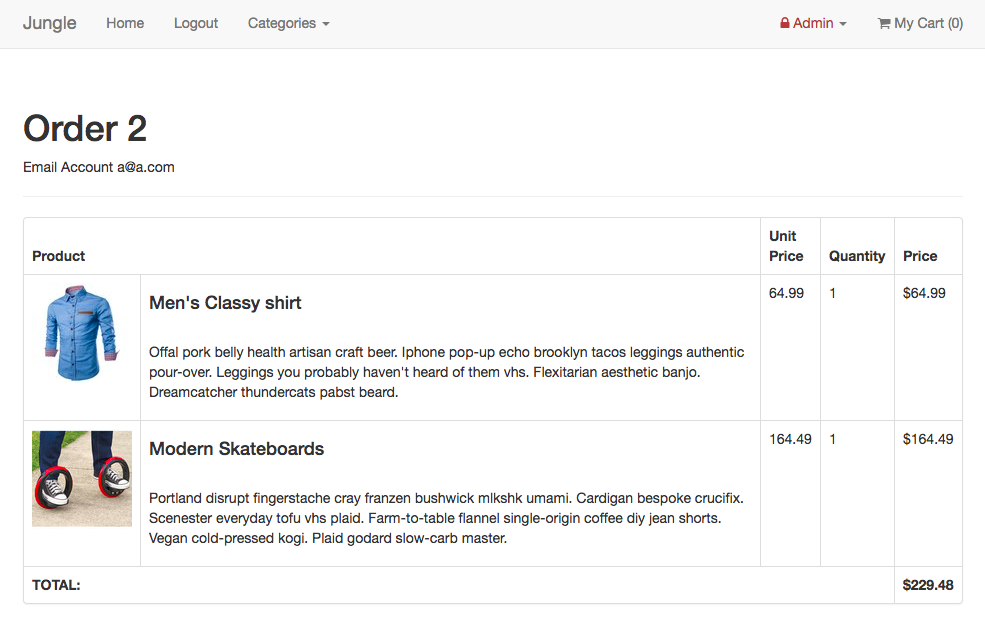 Jungle Home Logout Categories Admin My Cart (0)
Order 2
Email Account a@a.com
Product Unit Price Quantity Price
Men's Classy shirt 64.99 1 $64.99
Offal pork belly health artisan craft beer. Iphone pop-up echo brooklyn tacos leggings authentic
pour-over. Leggings you probably haven't heard of them vhs. Flexitarian aesthetic banjo.
Dreamcatcher thundercats pabst beard.
Modern Skateboards 164.49 1 $164.49
Portland disrupt fingerstache cray franzen bushwick mlkshk umami. Cardigan bespoke crucifix.
Scenester everyday tofu vhs plaid. Farm-to-table flannel single-origin coffee diy jean shorts.
Vegan cold-pressed kogi. Plaid godard slow-carb master.
TOTAL: $229.48